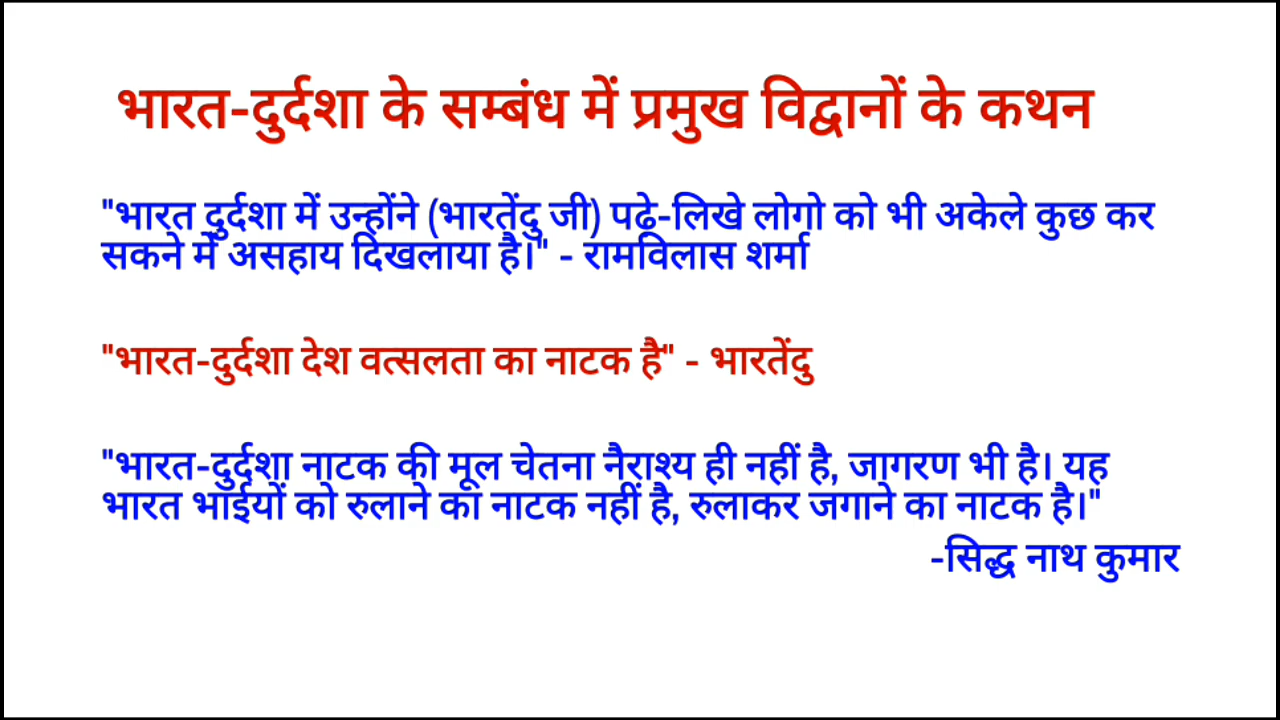 भारत-दुर्दशा के सम्बंध में प्रमुख विद्वानों के कथन
"भारत दुर्दशा में उन्होंने (भारतेंदु जी) पढ़े-लिखे लोगो को भी अकेले कुछ कर
सकने में असहाय दिखलाया है।" - रामविलास शर्मा
"भारत-दुर्दशा देश वत्सलता का नाटक है" - भारतेंदु
"भारत-दुर्दशा नाटक की मूल चेतना नैराश्य ही नहीं है, जागरण भी है। यह
भारत भाईयों को रुलाने का नाटक नहीं है, रुलाकर जगाने का नाटक है।"
-सिद्ध नाथ कुमार